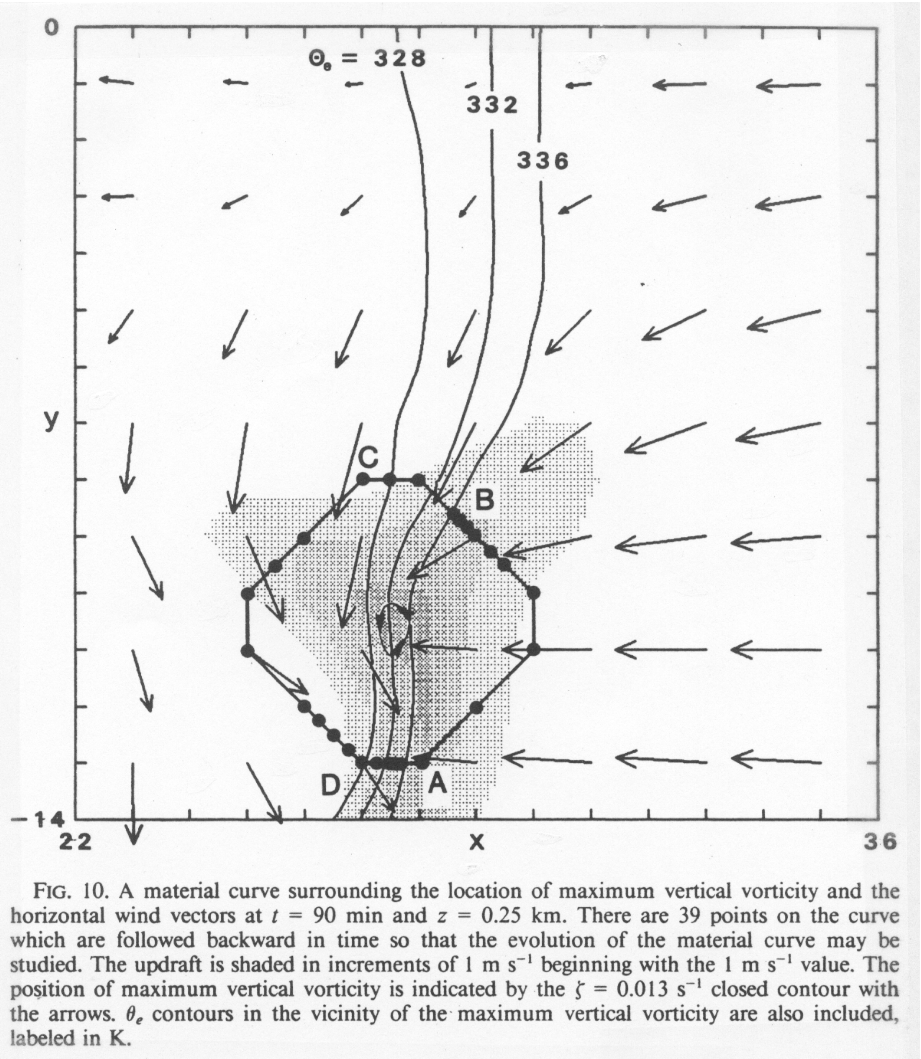 0
Θe = 328
332
336
y
C
B
D
A
-14
22
x
36
FIG. 10. A material curve surrounding the location of maximum vertical vorticity and the
horizontal wind vectors at t = 90 min and z = 0.25 km. There are 39 points on the curve
which are followed backward in time so that the evolution of the material curve may be
studied. The updraft is shaded in increments of 1 m s⁻¹ beginning with the 1 m s⁻¹ value. The
position of maximum vertical vorticity is indicated by the ζ = 0.013 s⁻¹ closed contour with
the arrows. θe contours in the vicinity of the maximum vertical vorticity are also included,
labeled in K.